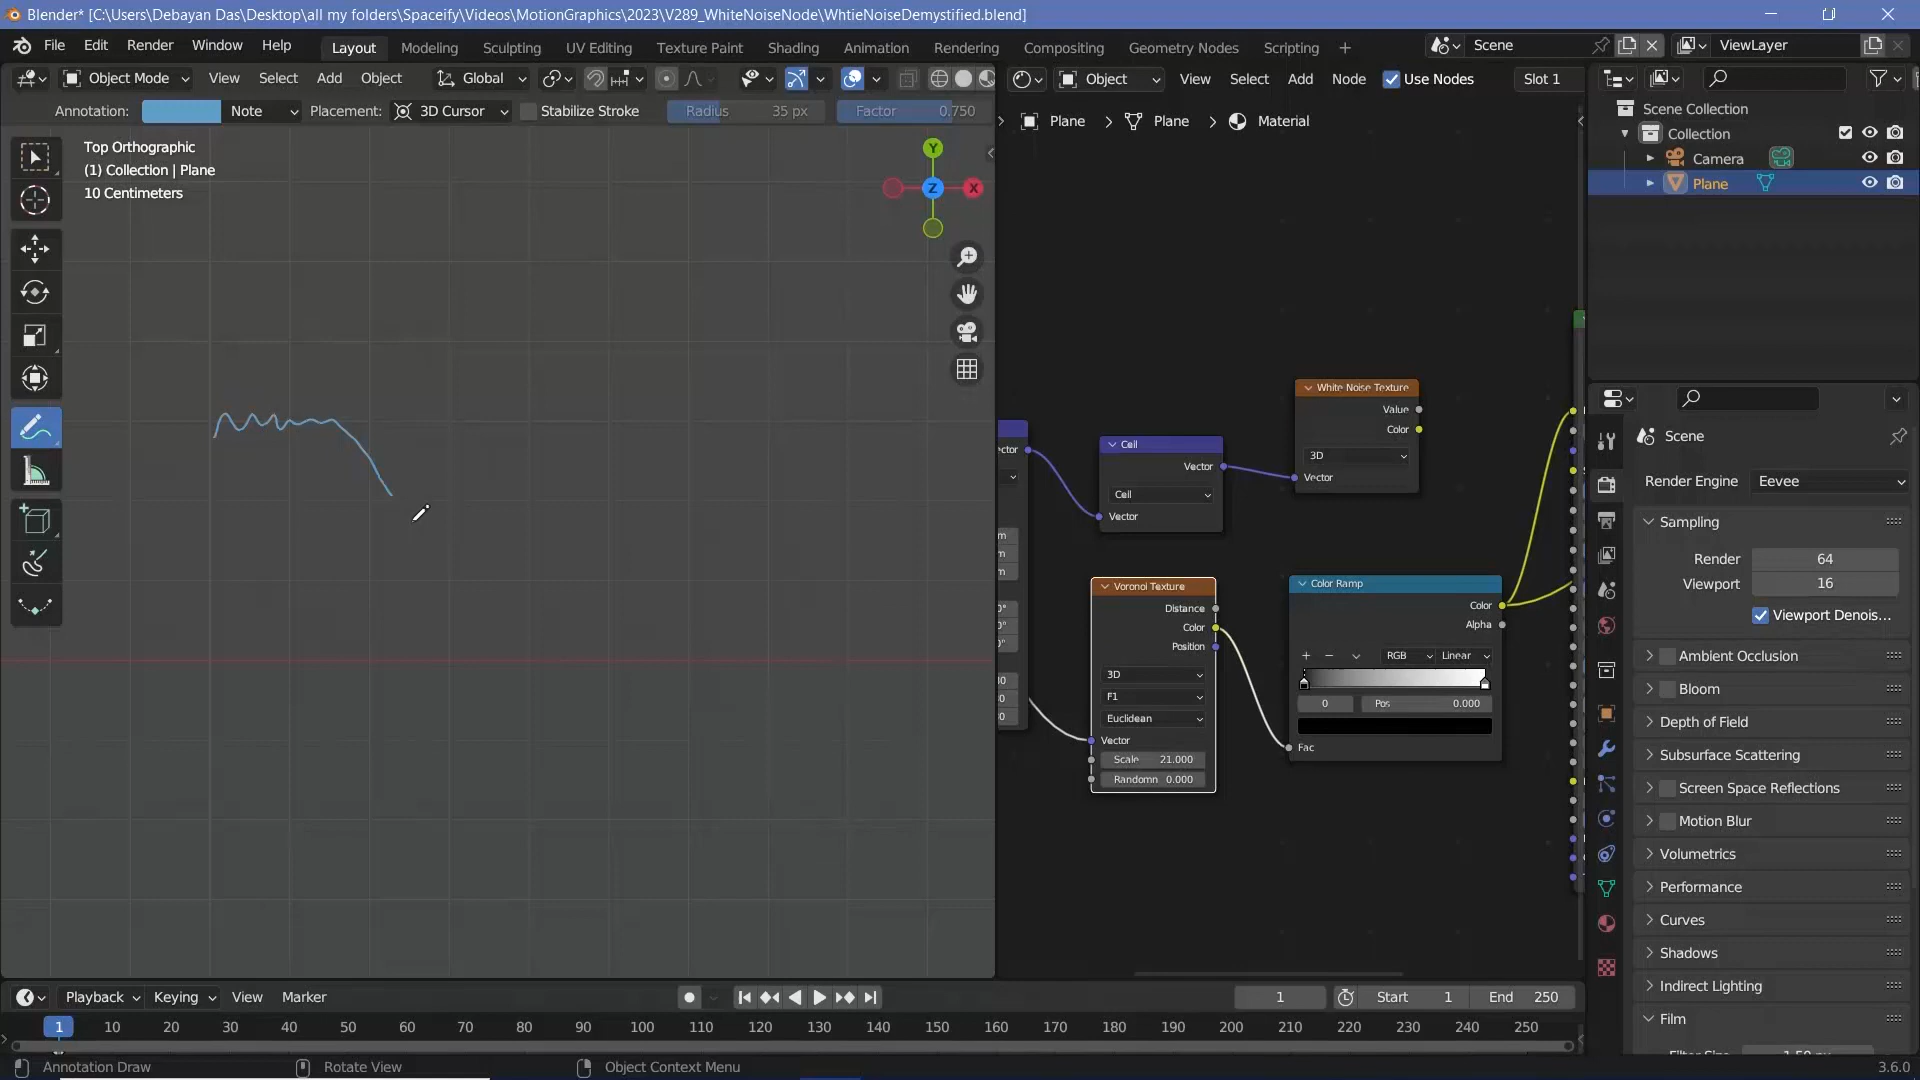 Blender* [C:\Users\Debayan Das\Desktop\all my folders\Spaceify\Videos\MotionGraphics\2023\V289_WhiteNoiseNode\WhtieNoiseDemystified.blend]
File Edit Render Window Help Layout Modeling Sculpting UV Editing Texture Paint Shading Animation Rendering Compositing Geometry Nodes Scripting + Scene ViewLayer
Object Mode View Select Add Object Global Object View Select Add Node Use Nodes Slot 1
Annotation: Note Placement: 3D Cursor Stabilize Stroke Radius 35 px Factor 0.750
Plane > Plane > Material
Top Orthographic
(1) Collection | Plane
10 Centimeters
Y
Z
X
Scene Collection
Collection
Camera
Plane
White Noise Texture
Value
Color
3D
Vector
ector
Cell
Vector
Cell
Vector
m
m
m
0°
0°
0°
00
00
00
Voronoi Texture
Distance
Color
Position
3D
F1
Euclidean
Vector
Scale 21.000
Randomn 0.000
Color Ramp
Color
Alpha
+ − RGB Linear
0 Pos 0.000
Fac
Scene
Render Engine Eevee
Sampling
Render 64
Viewport 16
Viewport Denois...
Ambient Occlusion
Bloom
Depth of Field
Subsurface Scattering
Screen Space Reflections
Motion Blur
Volumetrics
Performance
Curves
Shadows
Indirect Lighting
Film
Playback Keying View Marker 1 Start 1 End 250
1 10 20 30 40 50 60 70 80 90 100 110 120 130 140 150 160 170 180 190 200 210 220 230 240 250
Annotation Draw Rotate View Object Context Menu 3.6.0